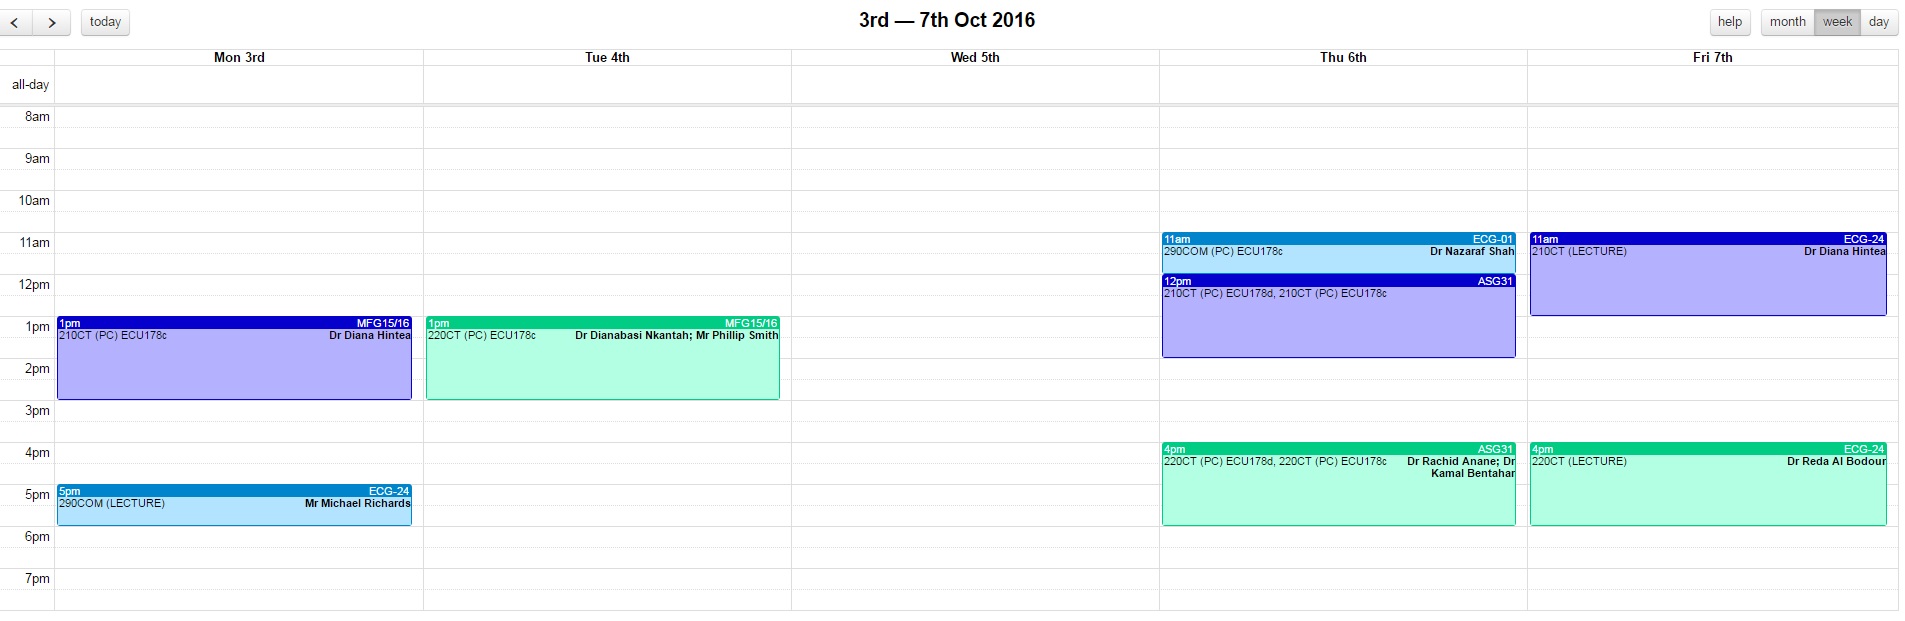 < > today 3rd — 7th Oct 2016 help month week day
Mon 3rd Tue 4th Wed 5th Thu 6th Fri 7th
all-day
8am
9am
10am
11am
11am ECG-01
290COM (PC) ECU178c Dr Nazaraf Shah
11am ECG-24
210CT (LECTURE) Dr Diana Hintea
12pm
12pm ASG31
210CT (PC) ECU178d, 210CT (PC) ECU178c
1pm
1pm MFG15/16
210CT (PC) ECU178c Dr Diana Hintea
1pm MFG15/16
220CT (PC) ECU178c Dr Dianabasi Nkantah; Mr Phillip Smith
2pm
3pm
4pm
4pm ASG31
220CT (PC) ECU178d, 220CT (PC) ECU178c Dr Rachid Anane; Dr
Kamal Bentahar
4pm ECG-24
220CT (LECTURE) Dr Reda Al Bodour
5pm
5pm ECG-24
290COM (LECTURE) Mr Michael Richards
6pm
7pm